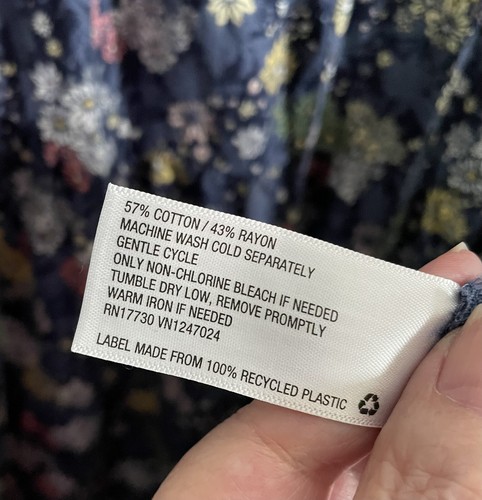 57% COTTON / 43% RAYON
MACHINE WASH COLD SEPARATELY
GENTLE CYCLE
ONLY NON-CHLORINE BLEACH IF NEEDED
TUMBLE DRY LOW, REMOVE PROMPTLY
WARM IRON IF NEEDED
RN17730 VN1247024
LABEL MADE FROM 100% RECYCLED PLASTIC